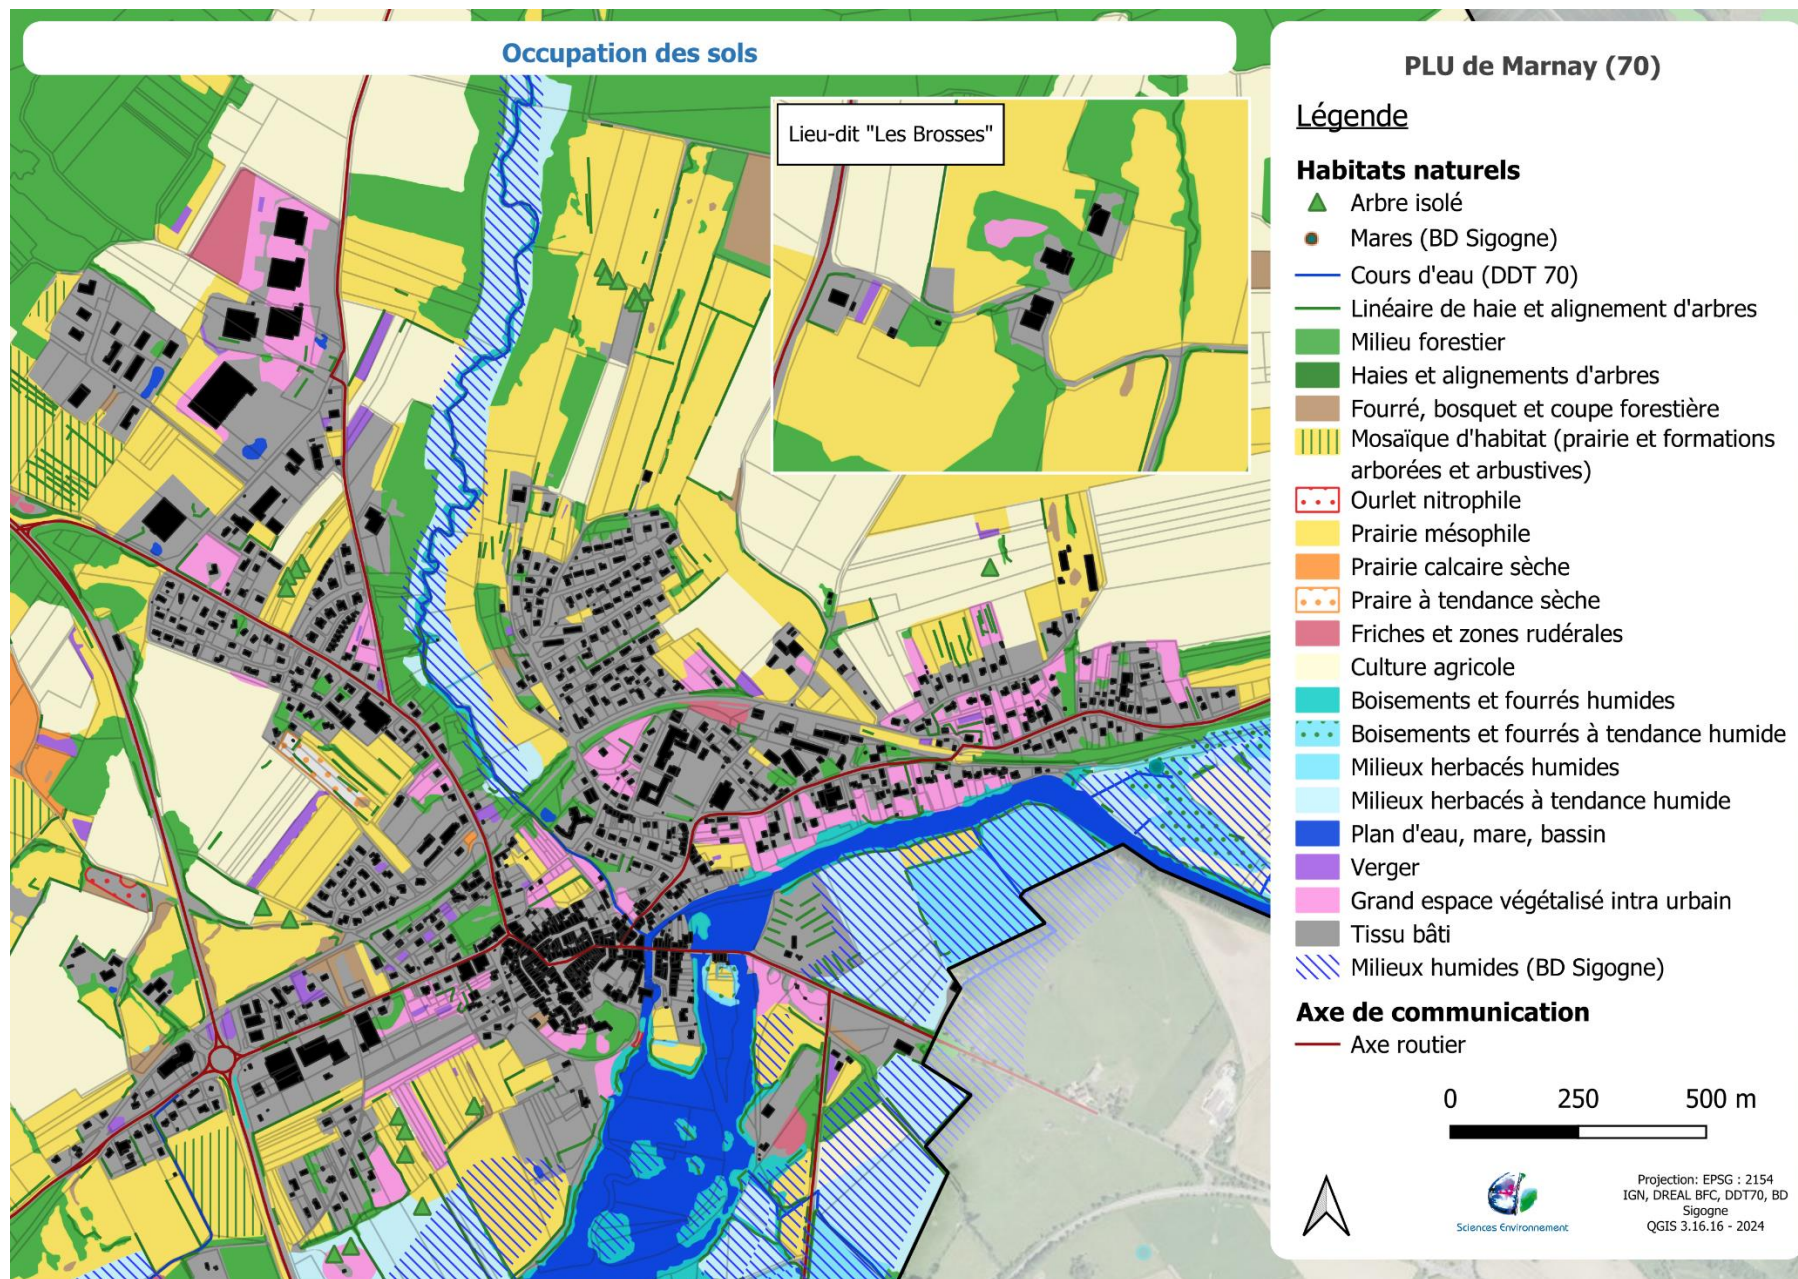 Occupation des sols
Lieu-dit "Les Brosses"
PLU de Marnay (70)
Légende
Habitats naturels
Arbre isolé
Mares (BD Sigogne)
Cours d'eau (DDT 70)
Linéaire de haie et alignement d'arbres
Milieu forestier
Haies et alignements d'arbres
Fourré, bosquet et coupe forestière
Mosaïque d'habitat (prairie et formations
arborées et arbustives)
Ourlet nitrophile
Prairie mésophile
Prairie calcaire sèche
Praire à tendance sèche
Friches et zones rudérales
Culture agricole
Boisements et fourrés humides
Boisements et fourrés à tendance humide
Milieux herbacés humides
Milieux herbacés à tendance humide
Plan d'eau, mare, bassin
Verger
Grand espace végétalisé intra urbain
Tissu bâti
Milieux humides (BD Sigogne)
Axe de communication
Axe routier
0 250 500 m
Sciences Environnement
Projection: EPSG : 2154
IGN, DREAL BFC, DDT70, BD
Sigogne
QGIS 3.16.16 - 2024